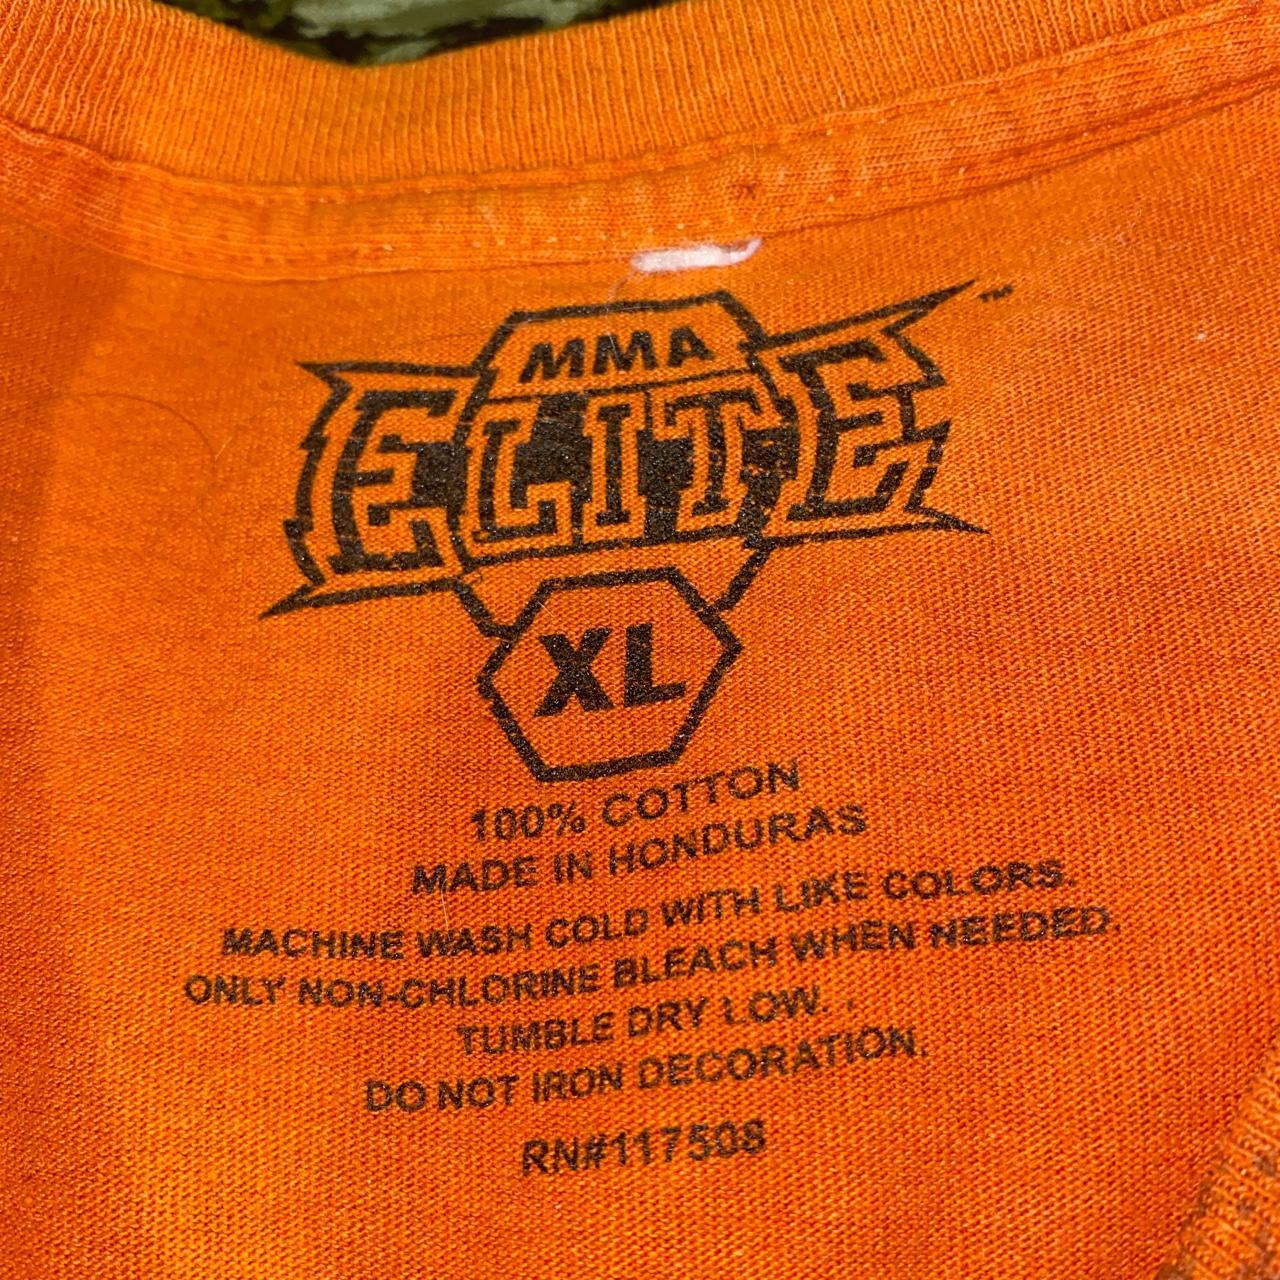 MMA
ELITE™
XL
100% COTTON
MADE IN HONDURAS
MACHINE WASH COLD WITH LIKE COLORS.
ONLY NON-CHLORINE BLEACH WHEN NEEDED.
TUMBLE DRY LOW.
DO NOT IRON DECORATION.
RN#117508